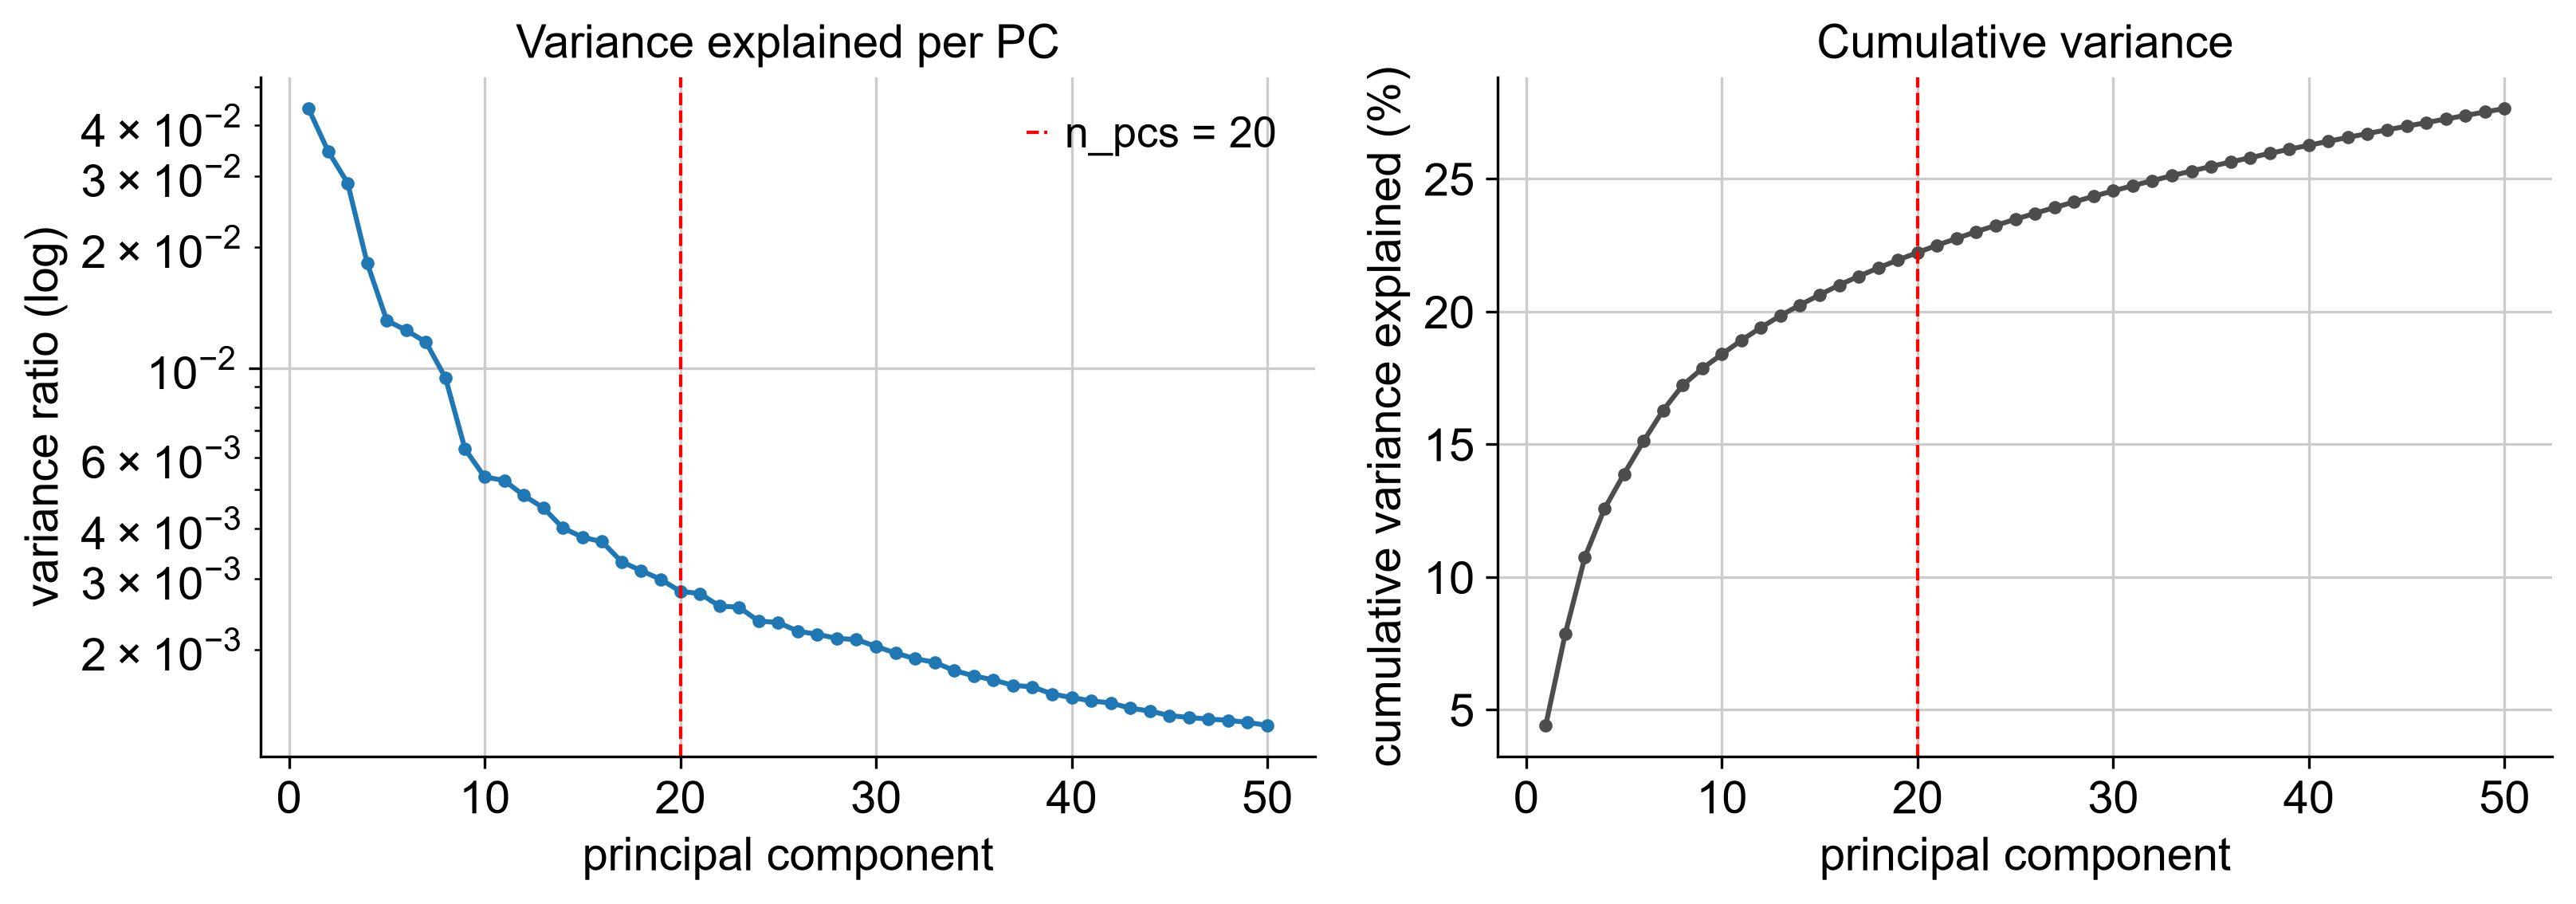 Variance explained per PC
variance ratio (log)
4 × 10⁻²
3 × 10⁻²
2 × 10⁻²
10⁻²
6 × 10⁻³
4 × 10⁻³
3 × 10⁻³
2 × 10⁻³
n_pcs = 20
0 10 20 30 40 50
principal component
Cumulative variance
cumulative variance explained (%)
25
20
15
10
5
0 10 20 30 40 50
principal component